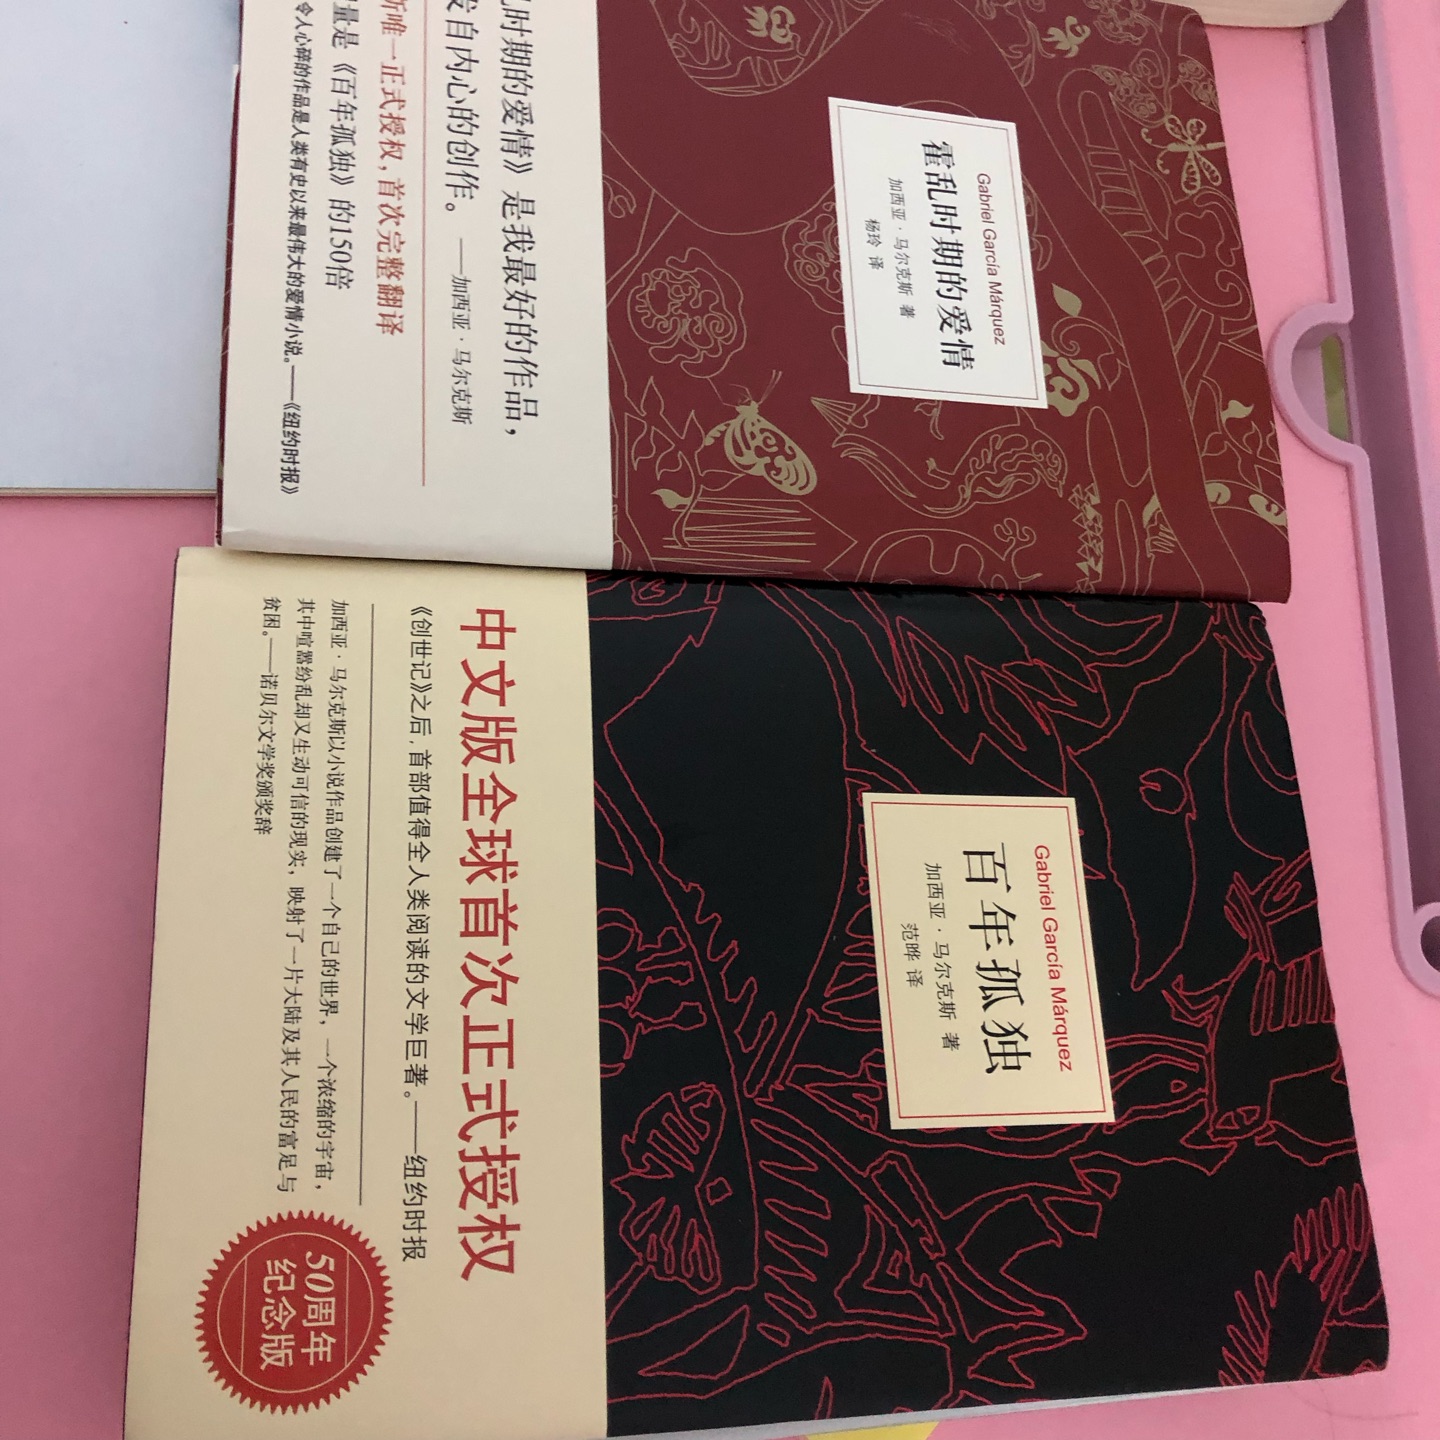 Gabriel García Márquez
霍乱时期的爱情
加西亚·马尔克斯 著
杨玲 译
乱时期的爱情》是我最好的作品，
发自内心的创作。——加西亚·马尔克斯
斯唯一正式授权，首次完整翻译
量是《百年孤独》的150倍
令人心碎的作品是人类有史以来最伟大的爱情小说。——《纽约时报》
Gabriel García Márquez
百年孤独
加西亚·马尔克斯 著
范晔 译
中文版全球首次正式授权
《创世记》之后，首部值得全人类阅读的文学巨著。——纽约时报
加西亚·马尔克斯以小说作品创建了一个自己的世界，一个浓缩的宇宙，
其中喧嚣纷乱却又生动可信的现实，映射了一片大陆及其人民的富足与
贫困。——诺贝尔文学奖颁奖辞
50周年
纪念版